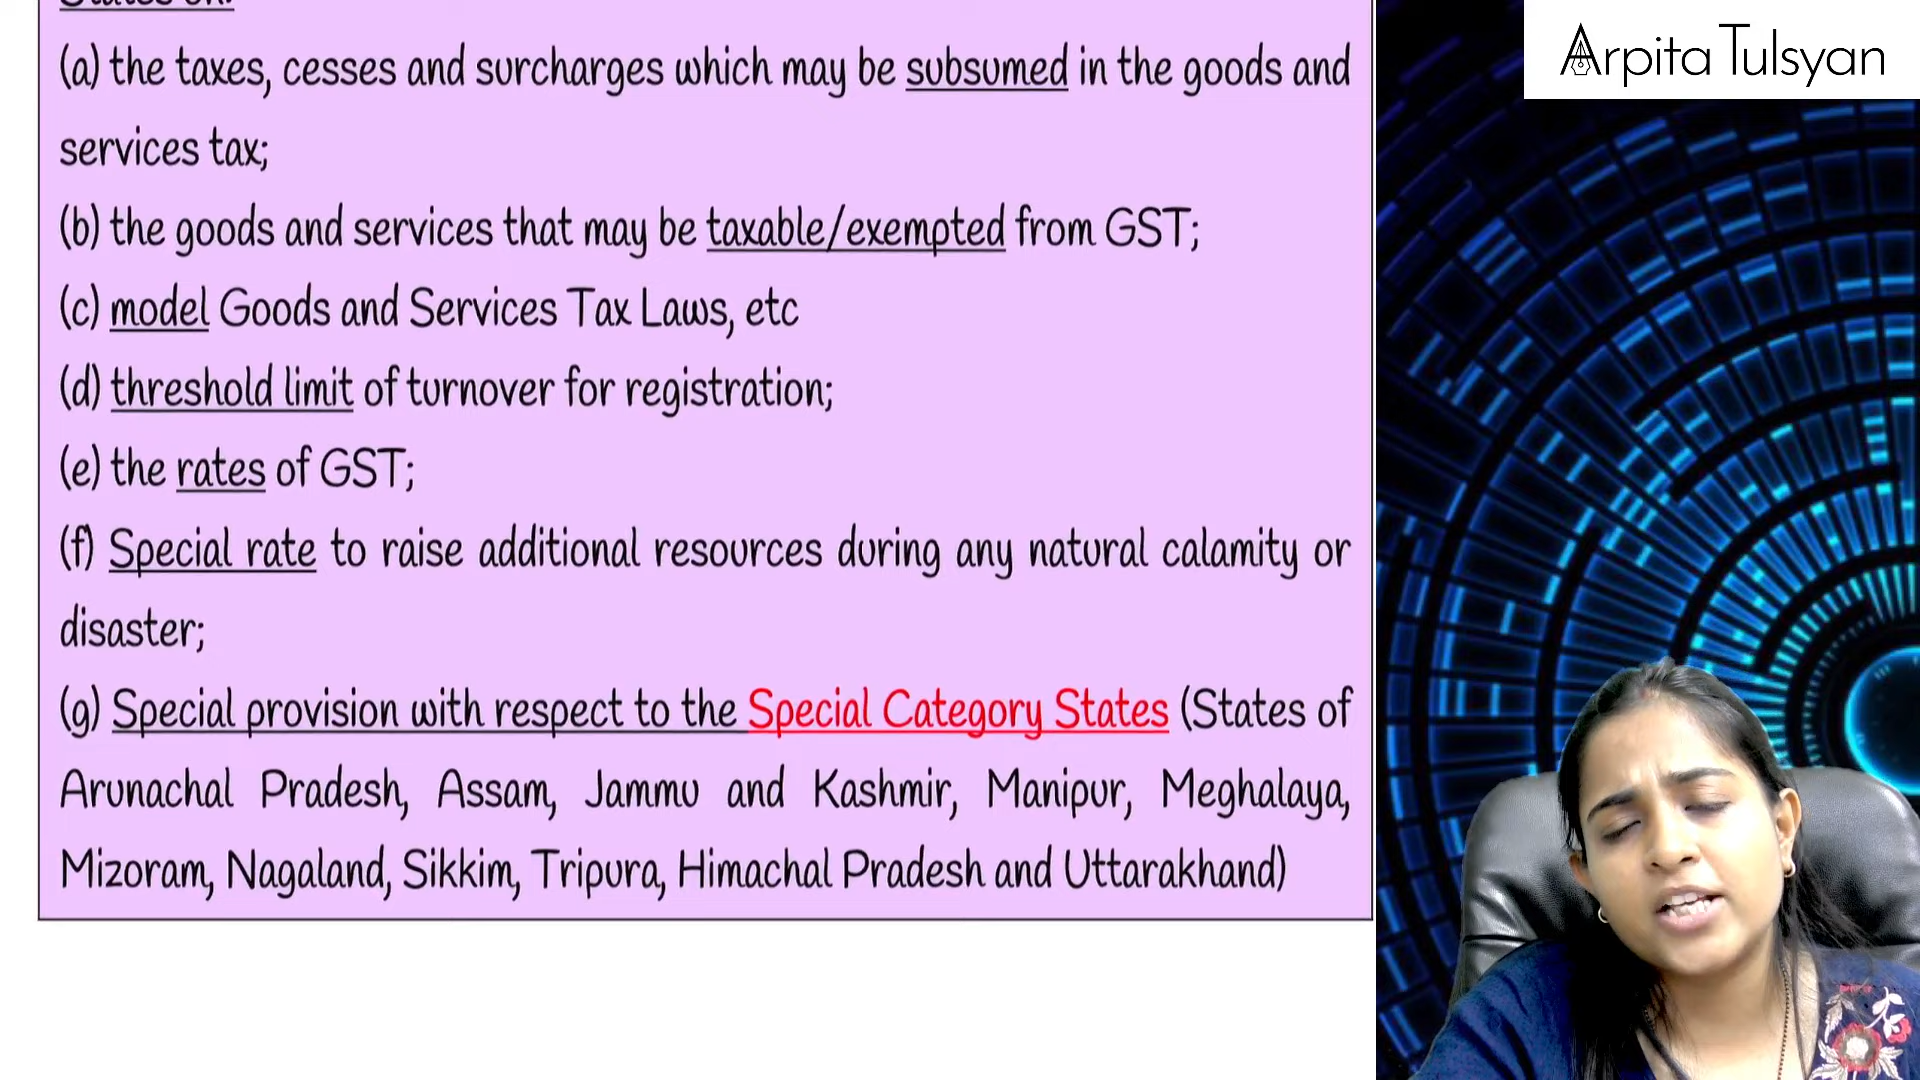 States on:
(a) the taxes, cesses and surcharges which may be subsumed in the goods and
services tax;
(b) the goods and services that may be taxable/exempted from GST;
(c) model Goods and Services Tax Laws, etc
(d) threshold limit of turnover for registration;
(e) the rates of GST;
(f) Special rate to raise additional resources during any natural calamity or
disaster;
(g) Special provision with respect to the Special Category States (States of
Arunachal Pradesh, Assam, Jammu and Kashmir, Manipur, Meghalaya,
Mizoram, Nagaland, Sikkim, Tripura, Himachal Pradesh and Uttarakhand)
Arpita Tulsyan